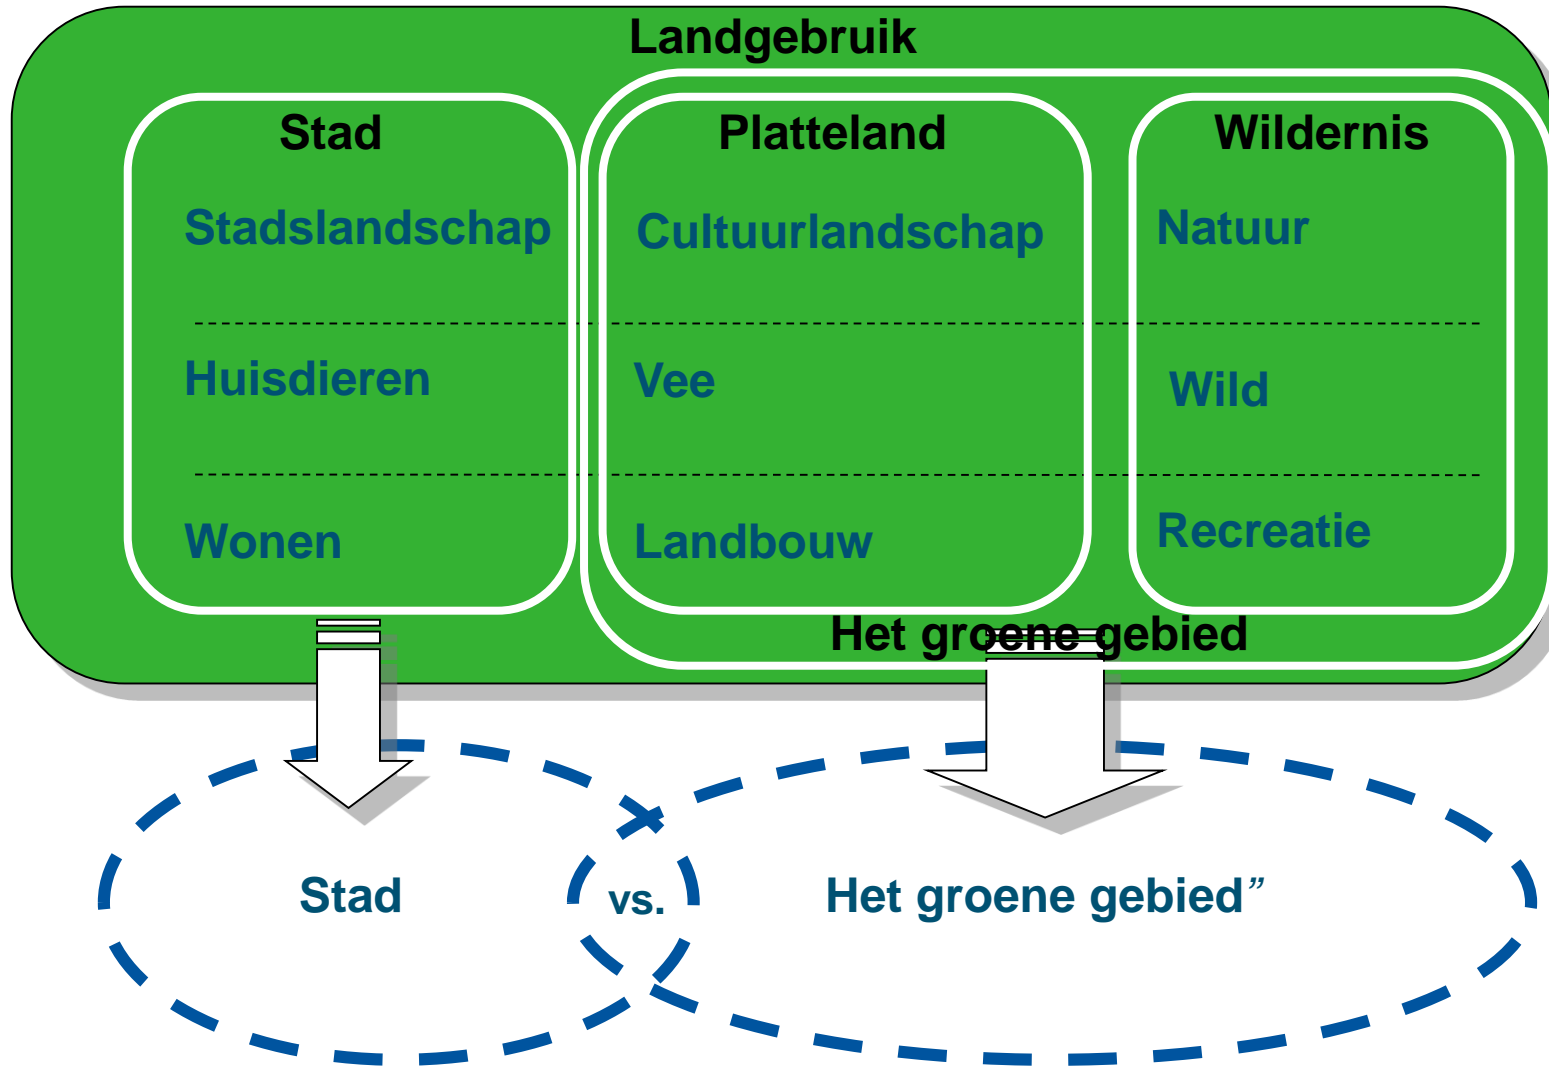 Landgebruik
Stad Platteland Wildernis
Stadslandschap Cultuurlandschap Natuur
Huisdieren Vee Wild
Wonen Landbouw Recreatie
Het groene gebied
Stad vs. Het groene gebied”